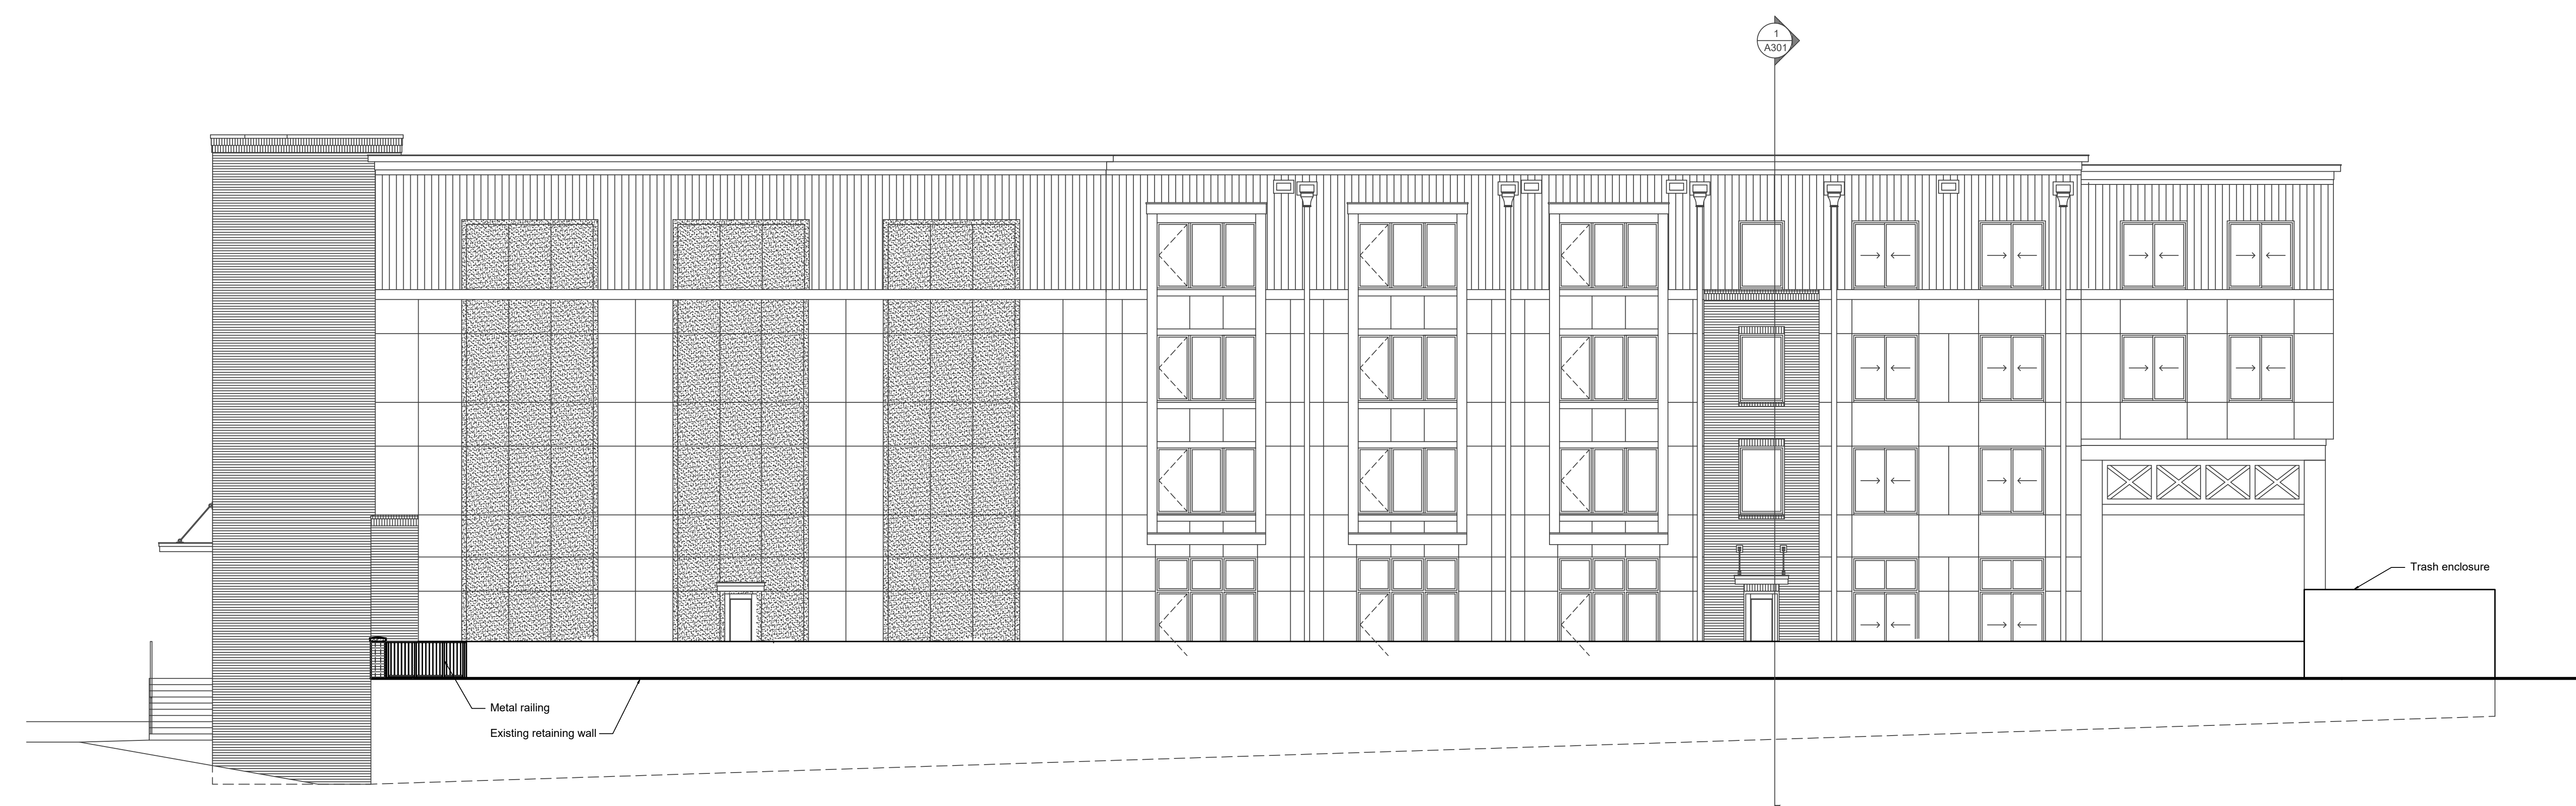 1
A301
Trash enclosure
Metal railing
Existing retaining wall